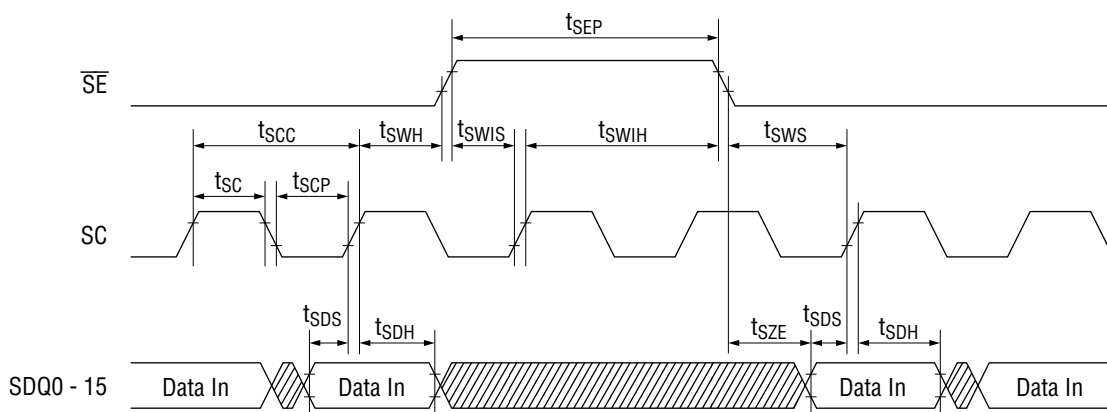 tSEP
SE
tSCC tSWH tSWIS tSWIH tSWS
tSC tSCP
SC
tSDS tSDH tSZE tSDS tSDH
SDQ0 - 15 Data In Data In Data In Data In